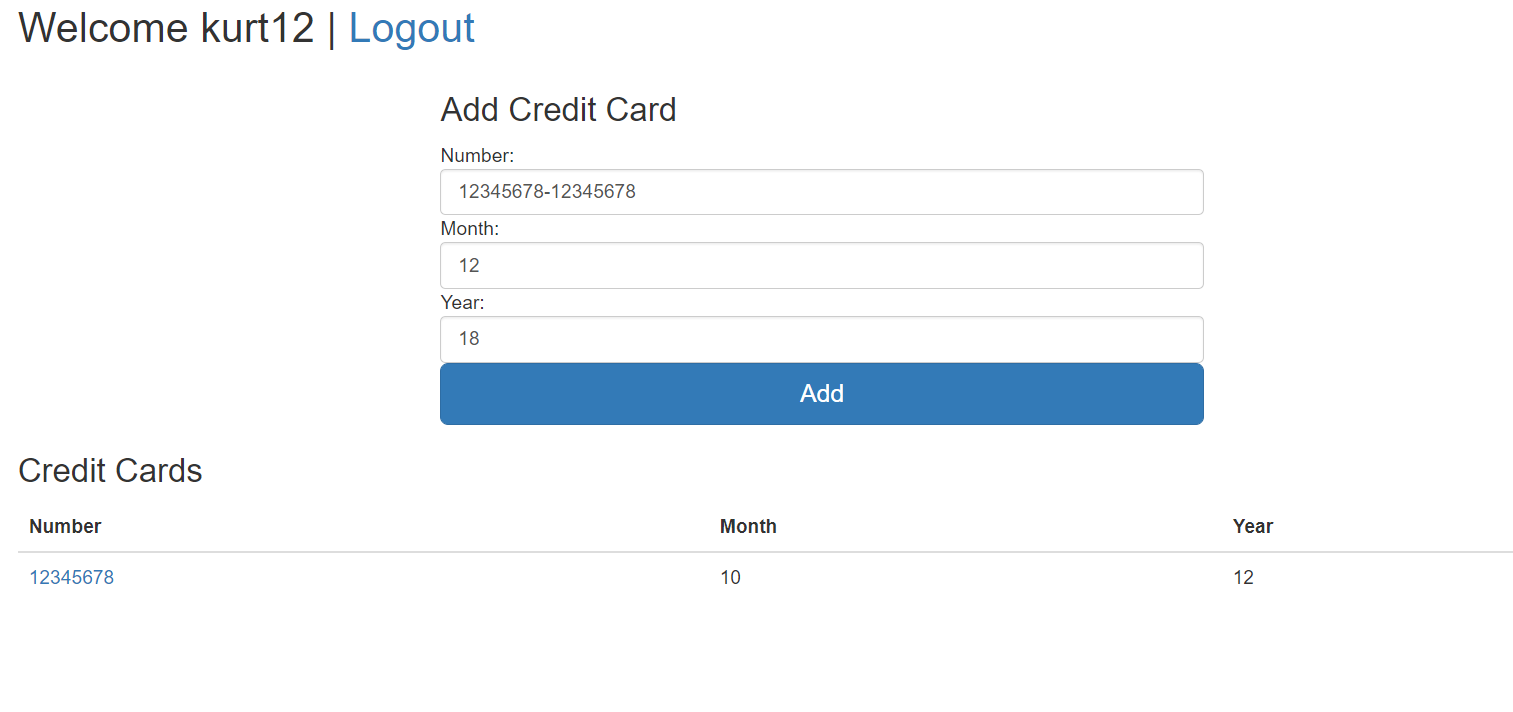 Welcome kurt12 | Logout
Add Credit Card
Number:
12345678-12345678
Month:
12
Year:
18
Add
Credit Cards
Number Month Year
12345678 10 12